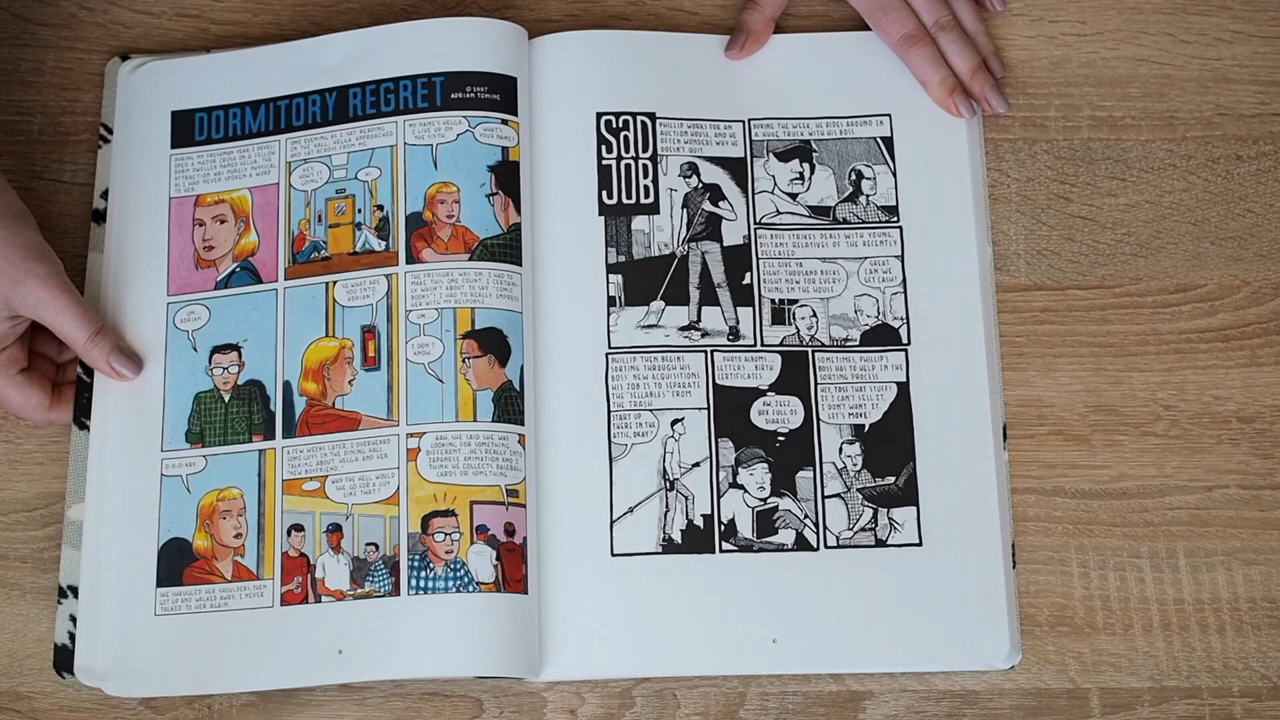 DORMITORY REGRET
© 1997
ADRIAN TOMINE
DURING MY FRESHMAN YEAR, I DEVEL-
OPED A MAJOR CRUSH ON A FELLOW
DORM DWELLER NAMED HELGA. THE
ATTRACTION WAS PURELY PHYSICAL,
AS I HAD NEVER SPOKEN A WORD
TO HER.
ONE EVENING AS I SAT READING
IN THE HALL, HELGA APPROACHED
AND SAT ACROSS FROM ME.
HEY,
HOW'S IT
GOING?
HI.
MY NAME'S HELGA.
I LIVE UP ON
THE SIXTH.
WHAT'S
YOUR NAME?
UM...
ADRIAN.
SO WHAT ARE
YOU INTO,
ADRIAN?
THE PRESSURE WAS ON. I HAD TO
MAKE THIS ONE COUNT. I CERTAIN-
LY WASN'T ABOUT TO SAY "COMIC
BOOKS"! I HAD TO REALLY IMPRESS
HER WITH MY RESPONSE...
UM...
I DON'T
KNOW.
O-O-O-KAY.
SHE SHRUGGED HER SHOULDERS, THEN
GOT UP AND WALKED AWAY. I NEVER
TALKED TO HER AGAIN.
A FEW WEEKS LATER, I OVERHEARD
SOME GUYS IN THE DINING HALL
TALKING ABOUT HELGA AND HER
"NEW BOYFRIEND."
WHY THE HELL WOULD
SHE GO FOR A GUY
LIKE THAT?
AAH, SHE SAID SHE WAS
LOOKING FOR SOMETHING
DIFFERENT... HE'S REALLY INTO
JAPANESE ANIMATION AND I
THINK HE COLLECTS BASEBALL
CARDS OR SOMETHING...
SAD
JOB
PHILLIP WORKS FOR AN
AUCTION HOUSE, AND HE
OFTEN WONDERS WHY HE
DOESN'T QUIT.
DURING THE WEEK, HE RIDES AROUND IN
A HUGE TRUCK WITH HIS BOSS.
HIS BOSS STRIKES DEALS WITH YOUNG,
DISTANT RELATIVES OF THE RECENTLY
DECEASED.
I'LL GIVE YA
EIGHT-THOUSAND BUCKS
RIGHT NOW FOR EVERY-
THING IN THE HOUSE.
GREAT.
CAN WE
GET CASH?
PHILLIP THEN BEGINS
SORTING THROUGH HIS
BOSS' NEW ACQUISITIONS.
HIS JOB IS TO SEPARATE
THE "SELLABLES" FROM
THE TRASH.
START UP
THERE IN THE
ATTIC, OKAY?
PHOTO ALBUMS...
LETTERS... BIRTH
CERTIFICATES...
AW, JEEZ...
BOX FULL OF
DIARIES...
SOMETIMES, PHILLIP'S
BOSS HAS TO HELP IN THE
SORTING PROCESS.
HEY, TOSS THAT STUFF!
IF I CAN'T SELL IT,
I DON'T WANT IT.
LET'S MOVE!